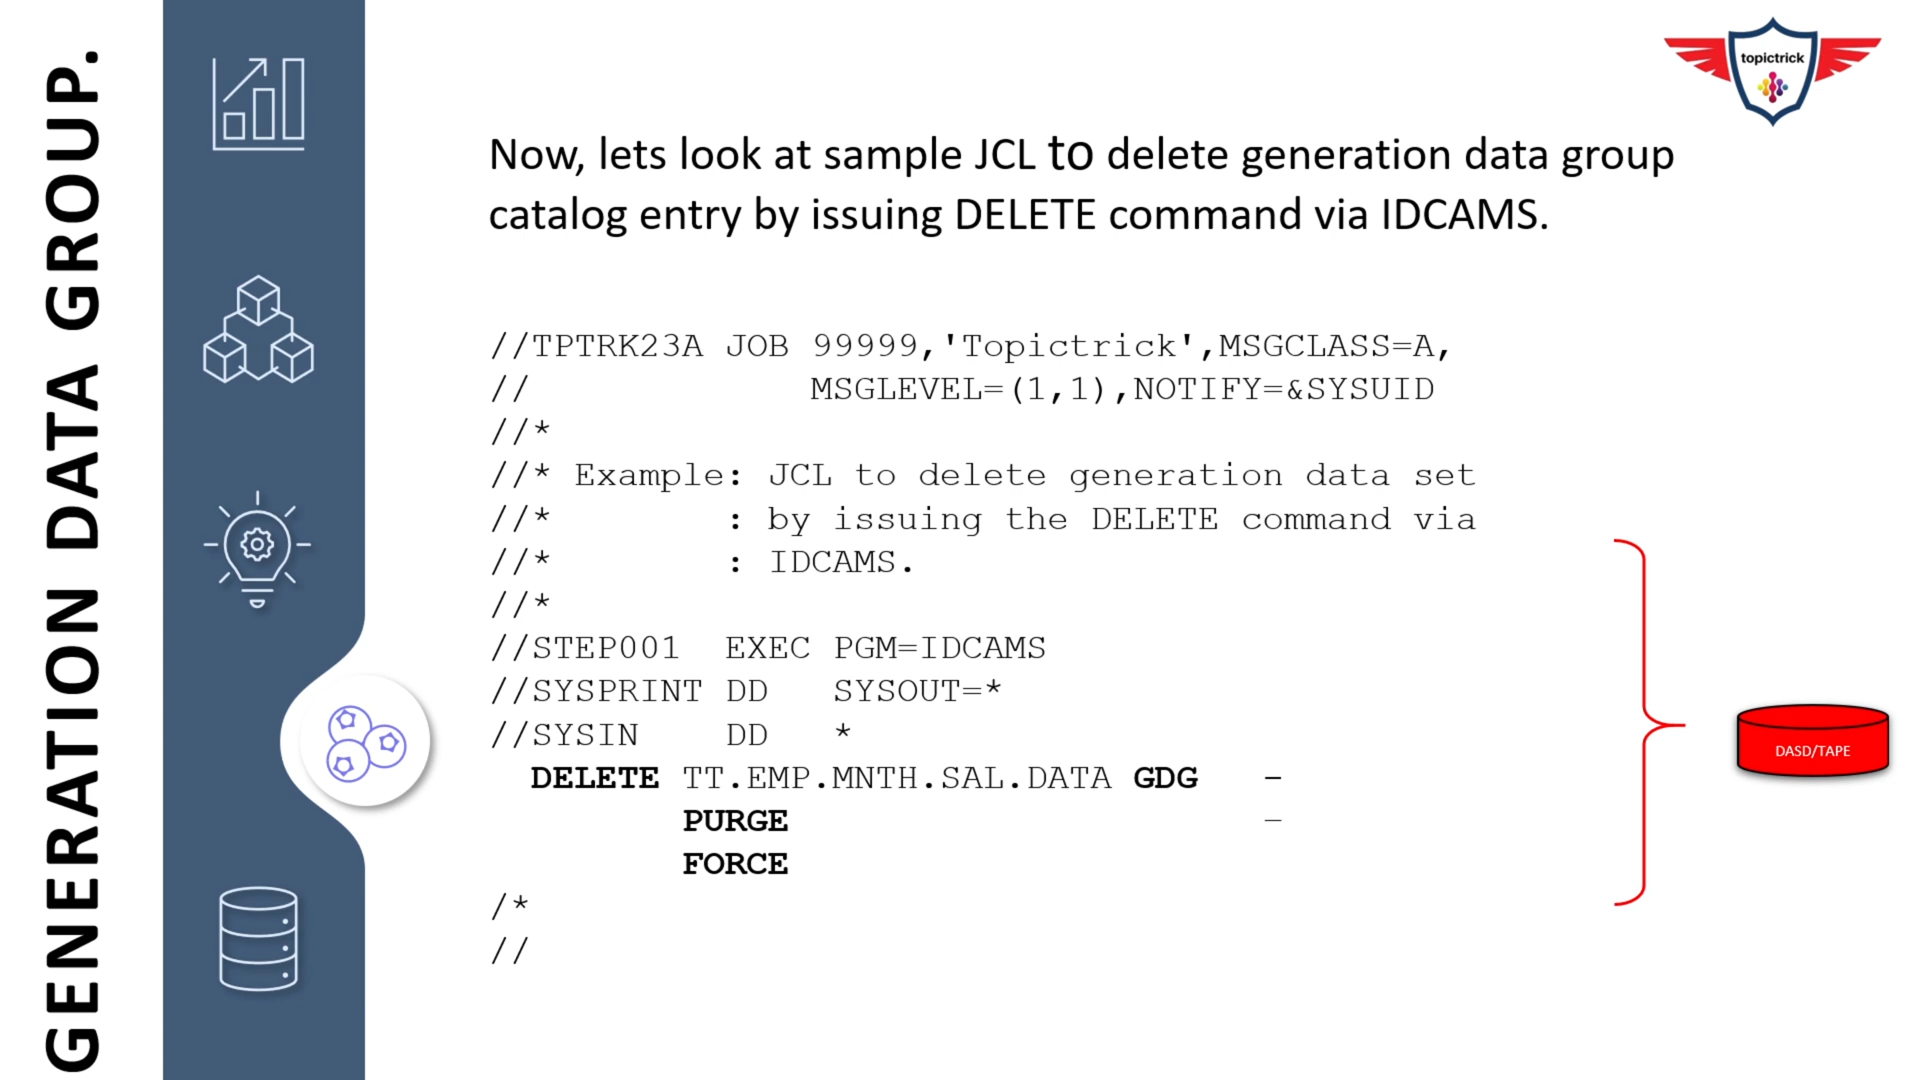 GENERATION DATA GROUP.
topictrick
Now, lets look at sample JCL to delete generation data group
catalog entry by issuing DELETE command via IDCAMS.
//TPTRK23A JOB 99999,'Topictrick',MSGCLASS=A,
//             MSGLEVEL=(1,1),NOTIFY=&SYSUID
//*
//* Example: JCL to delete generation data set
//*        : by issuing the DELETE command via
//*        : IDCAMS.
//*
//STEP001  EXEC PGM=IDCAMS
//SYSPRINT DD   SYSOUT=*
//SYSIN    DD   *
  DELETE TT.EMP.MNTH.SAL.DATA GDG   -
         PURGE                      -
         FORCE
/*
//
DASD/TAPE